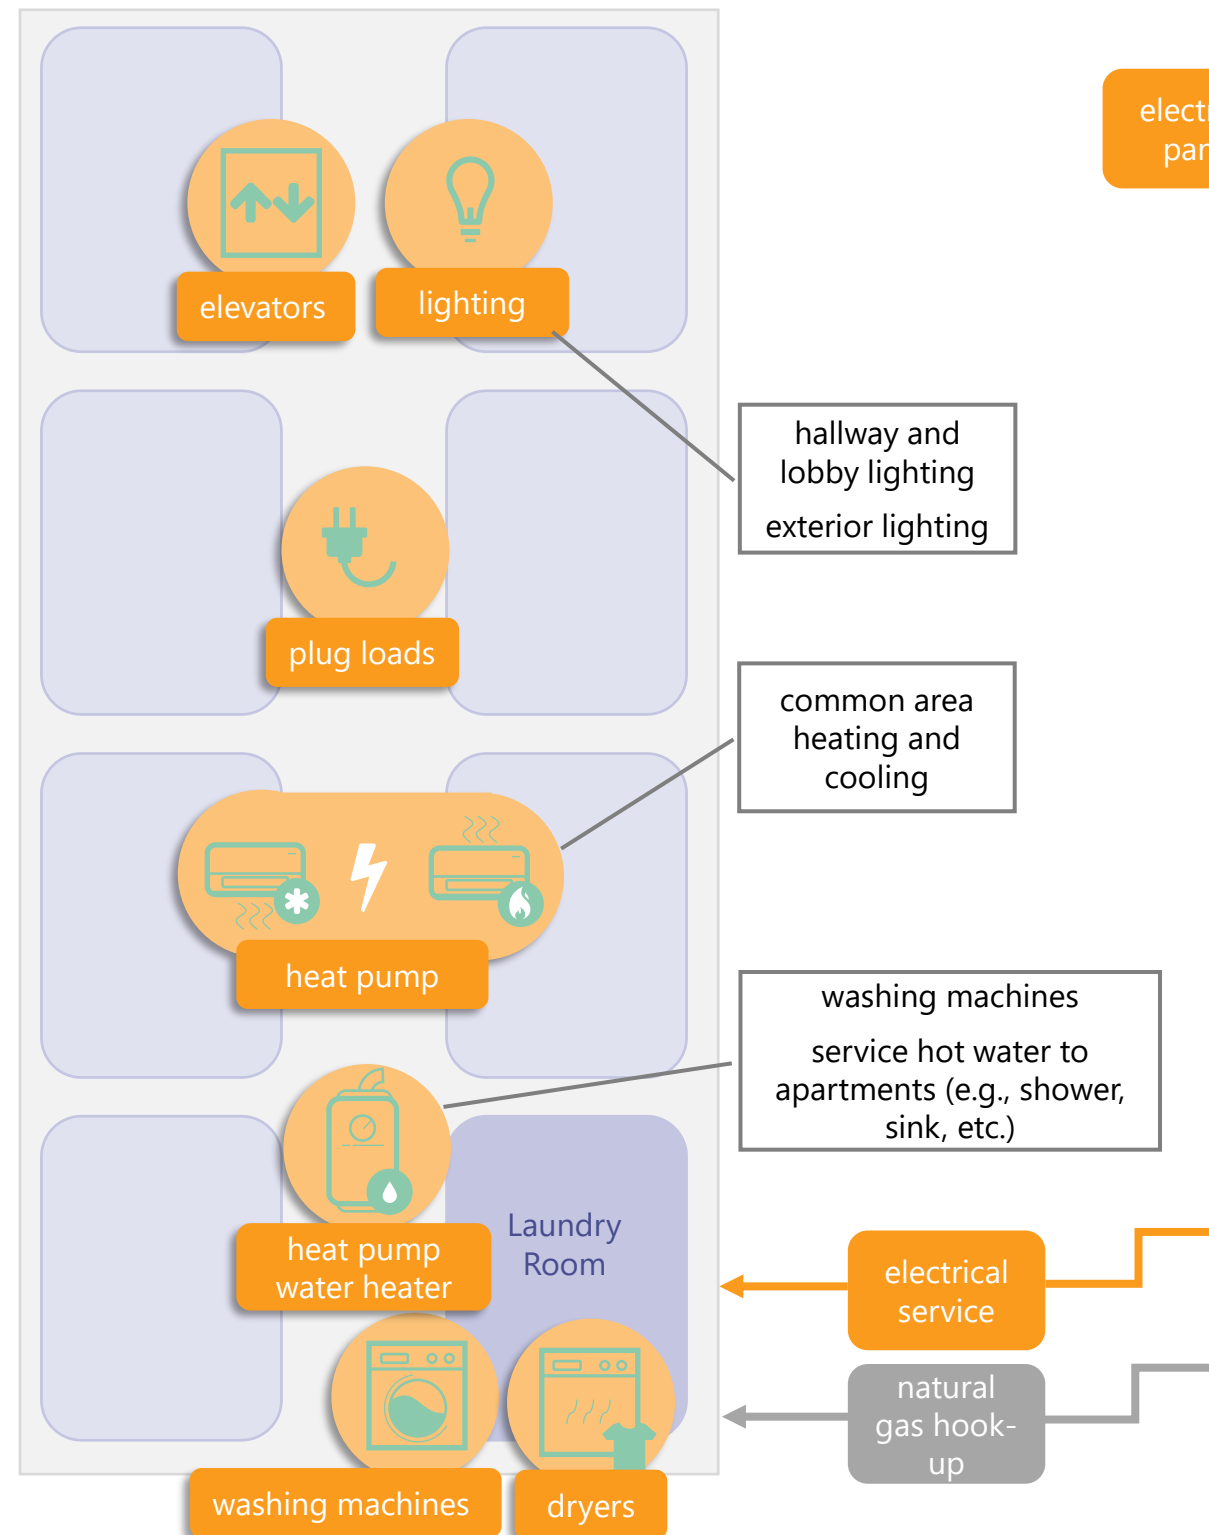 elevators
lighting
hallway and
lobby lighting
exterior lighting
plug loads
common area
heating and
cooling
heat pump
washing machines
service hot water to
apartments (e.g., shower,
sink, etc.)
heat pump
water heater
Laundry
Room
electrical
service
natural
gas hook-
up
washing machines
dryers